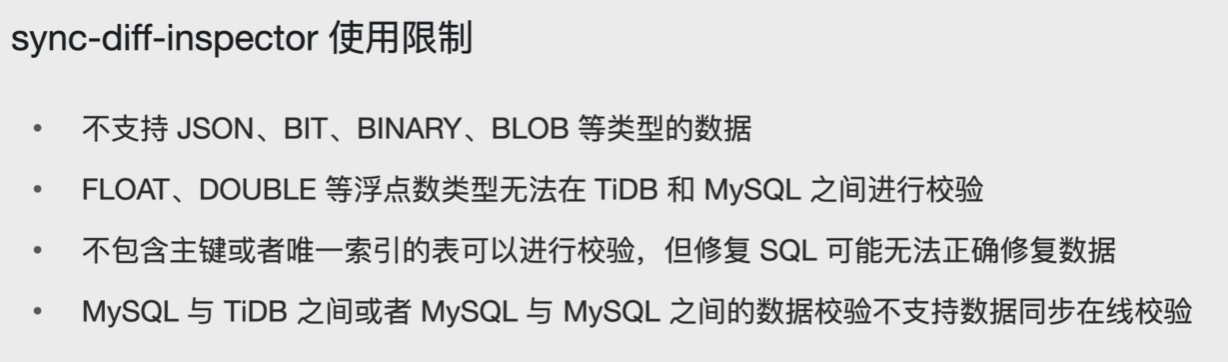 sync-diff-inspector 使用限制
• 不支持 JSON、BIT、BINARY、BLOB 等类型的数据
• FLOAT、DOUBLE 等浮点数类型无法在 TiDB 和 MySQL 之间进行校验
• 不包含主键或者唯一索引的表可以进行校验，但修复 SQL 可能无法正确修复数据
• MySQL 与 TiDB 之间或者 MySQL 与 MySQL 之间的数据校验不支持数据同步在线校验